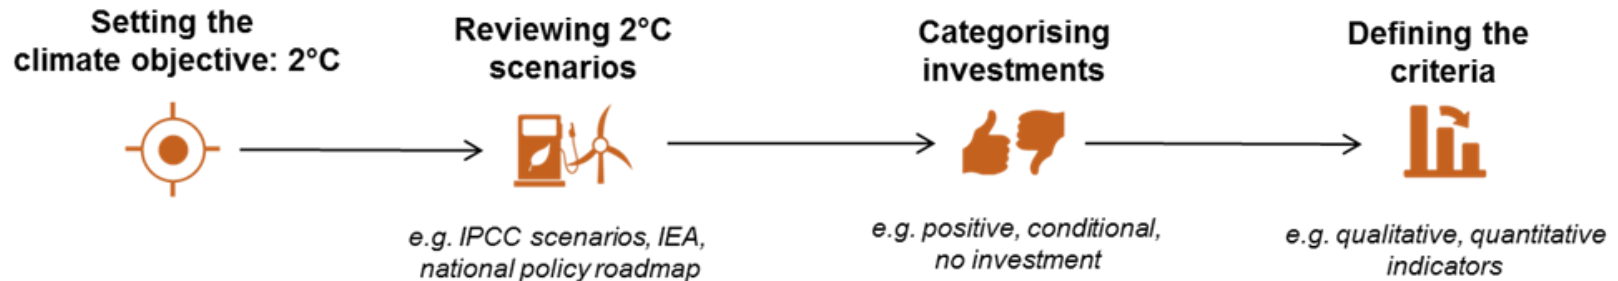 Setting the
climate objective: 2°C
Reviewing 2°C
scenarios
Categorising
investments
Defining the
criteria
e.g. IPCC scenarios, IEA,
national policy roadmap
e.g. positive, conditional,
no investment
e.g. qualitative, quantitative
indicators